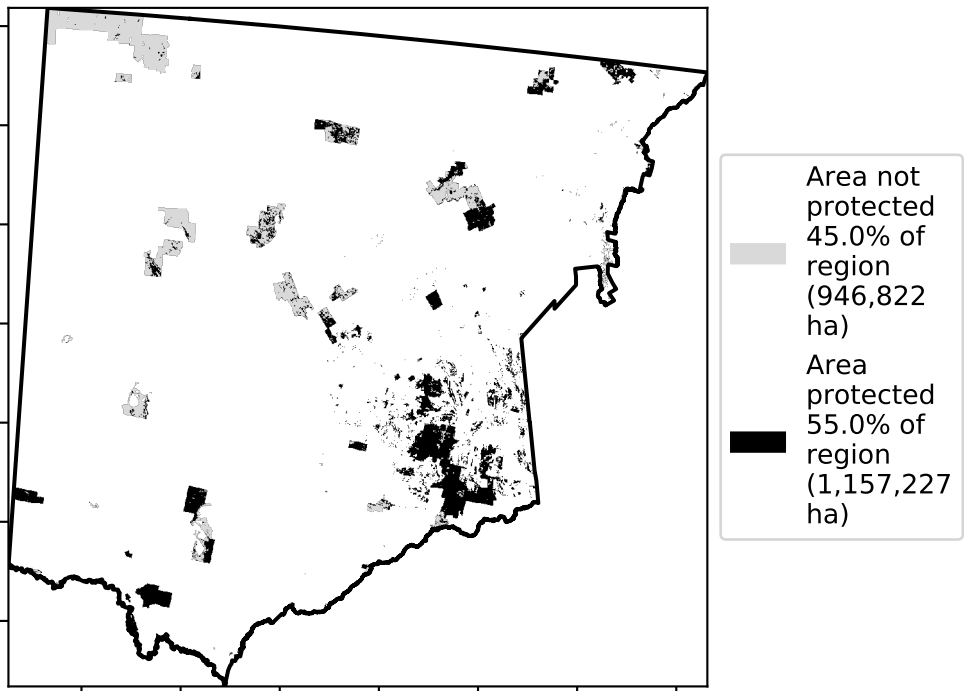 Area not
protected
45.0% of
region
(946,822
ha)
Area
protected
55.0% of
region
(1,157,227
ha)